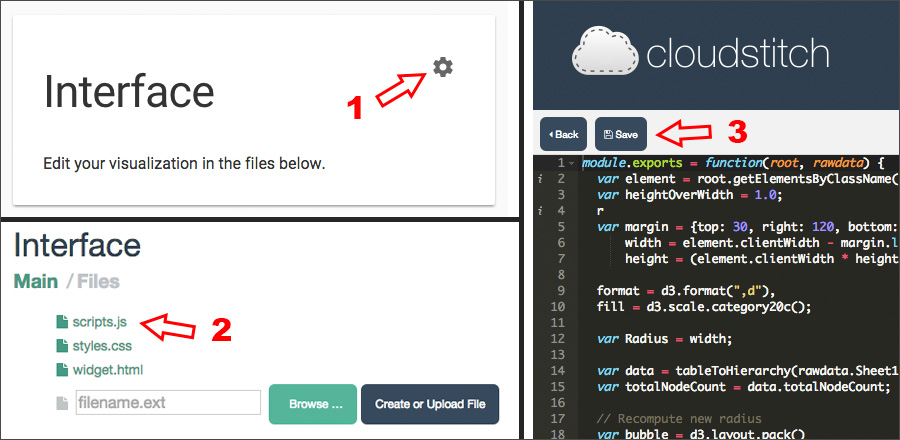 Interface
1
Edit your visualization in the files below.
Interface
Main / Files
scripts.js
2
styles.css
widget.html
filename.ext
Browse ...
Create or Upload File
cloudstitch
Back
Save
3
1 module.exports = function(root, rawdata) {
i 2 var element = root.getElementsByClassName(
3 var heightOverWidth = 1.0;
i 4 r
5 var margin = {top: 30, right: 120, bottom:
6 width = element.clientWidth - margin.l
7 height = (element.clientWidth * height
8
9 format = d3.format(",d"),
10 fill = d3.scale.category20c();
11
12 var Radius = width;
13
14 var data = tableToHierarchy(rawdata.Sheet1
15 var totalNodeCount = data.totalNodeCount;
16
17 // Recompute new radius
18 var bubble = d3.layout.pack()